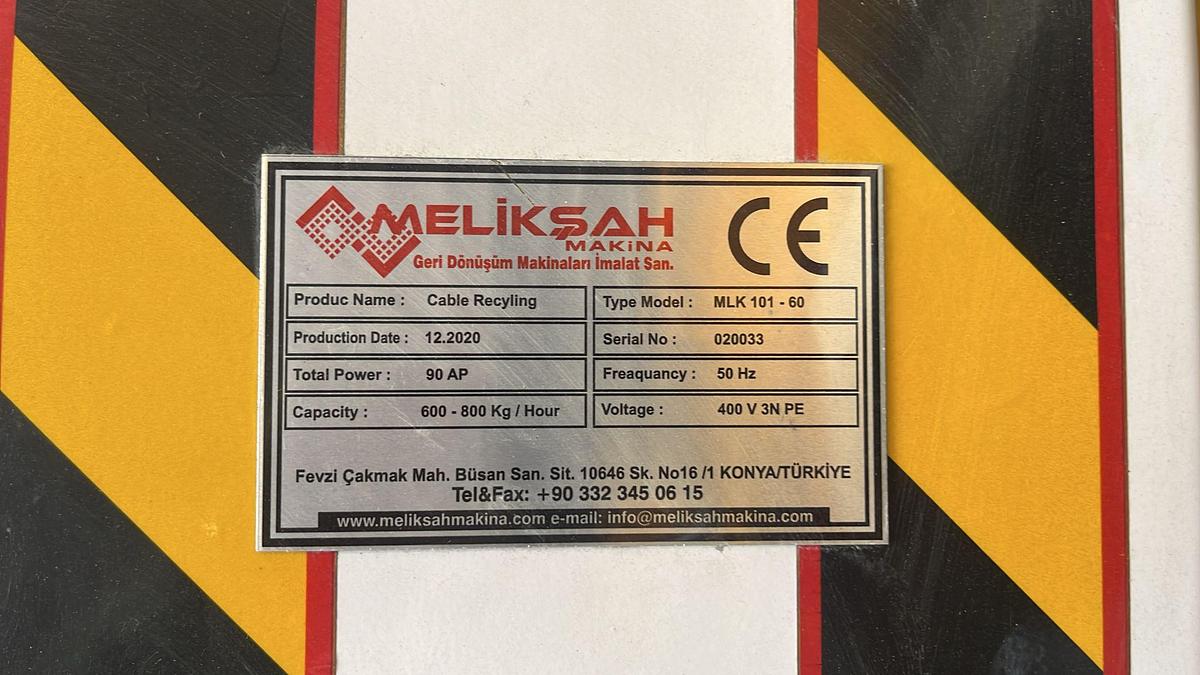 MELİKŞAH
MAKİNA
Geri Dönüşüm Makinaları İmalat San.
CE
Produc Name : Cable Recyling
Type Model : MLK 101 - 60
Production Date : 12.2020
Serial No : 020033
Total Power : 90 AP
Freaquancy : 50 Hz
Capacity : 600 - 800 Kg / Hour
Voltage : 400 V 3N PE
Fevzi Çakmak Mah. Büsan San. Sit. 10646 Sk. No16 /1 KONYA/TÜRKİYE
Tel&Fax: +90 332 345 06 15
www.meliksahmakina.com e-mail: info@meliksahmakina.com